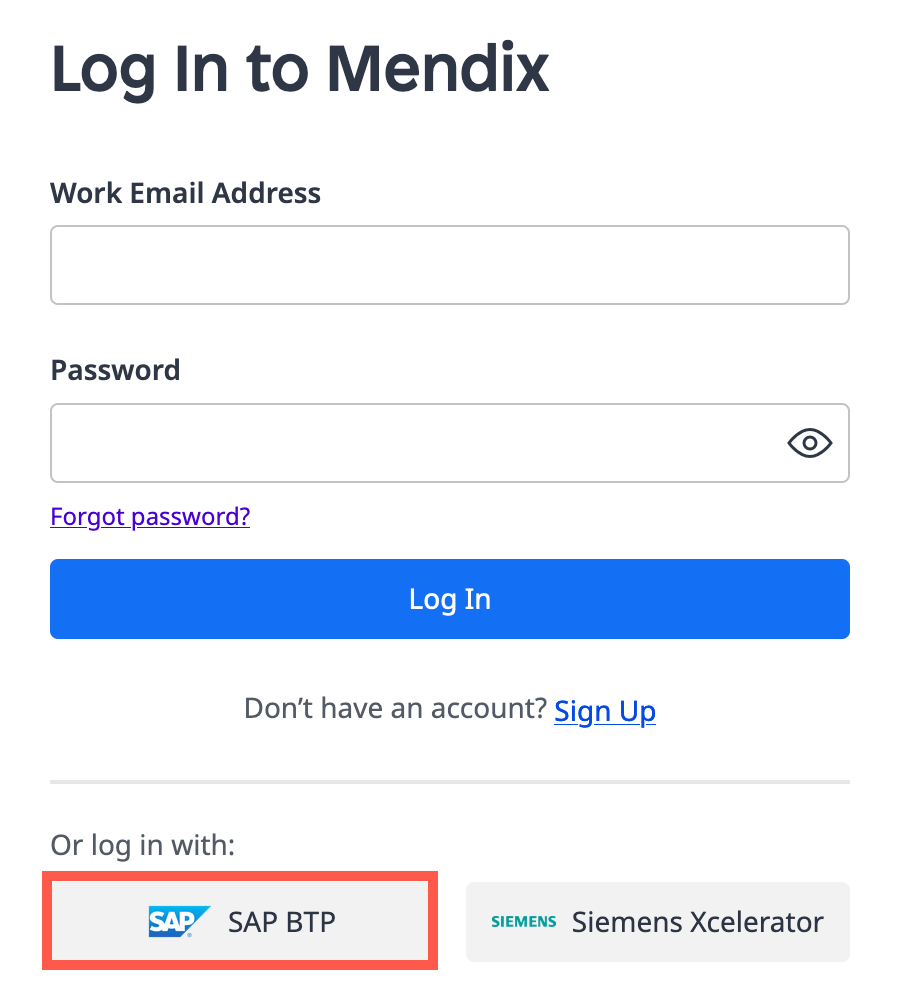 Log In to Mendix
Work Email Address
Password
Forgot password?
Log In
Don’t have an account? Sign Up
Or log in with:
SAP® SAP BTP
SIEMENS Siemens Xcelerator